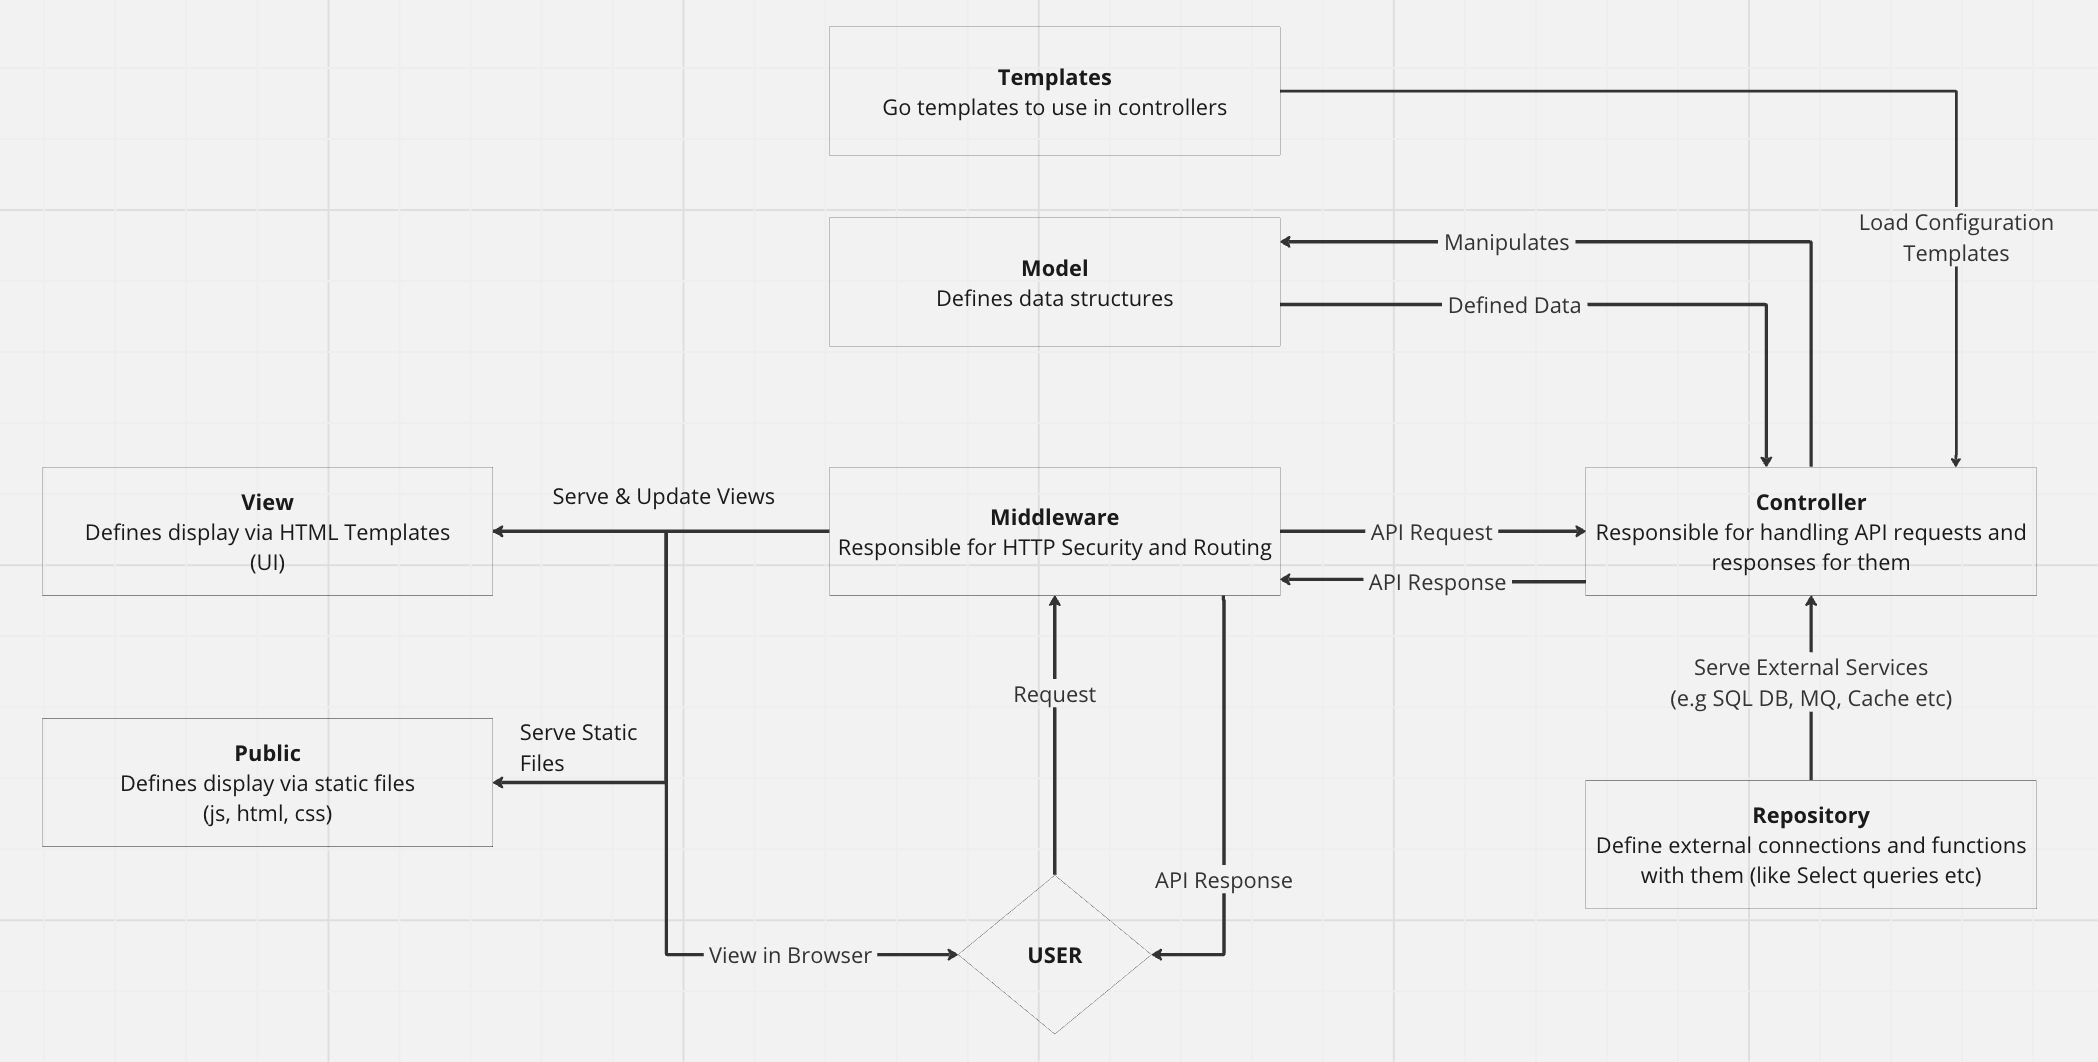 Templates
Go templates to use in controllers
Load Configuration
Templates
Manipulates
Model
Defines data structures
Defined Data
View
Defines display via HTML Templates
(UI)
Serve & Update Views
Middleware
Responsible for HTTP Security and Routing
API Request
API Response
Controller
Responsible for handling API requests and
responses for them
Request
Serve External Services
(e.g SQL DB, MQ, Cache etc)
Public
Defines display via static files
(js, html, css)
Serve Static
Files
Repository
Define external connections and functions
with them (like Select queries etc)
API Response
View in Browser
USER